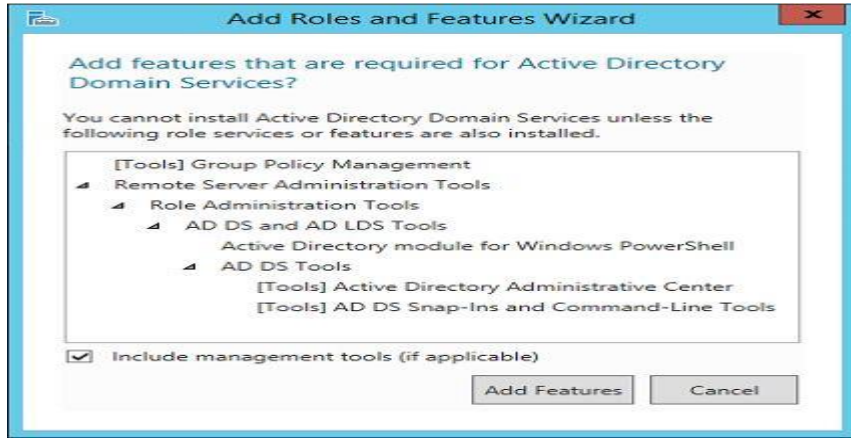 Add Roles and Features Wizard
Add features that are required for Active Directory
Domain Services?
You cannot install Active Directory Domain Services unless the
following role services or features are also installed.
[Tools] Group Policy Management
Remote Server Administration Tools
Role Administration Tools
AD DS and AD LDS Tools
Active Directory module for Windows PowerShell
AD DS Tools
[Tools] Active Directory Administrative Center
[Tools] AD DS Snap-Ins and Command-Line Tools
Include management tools (if applicable)
Add Features
Cancel